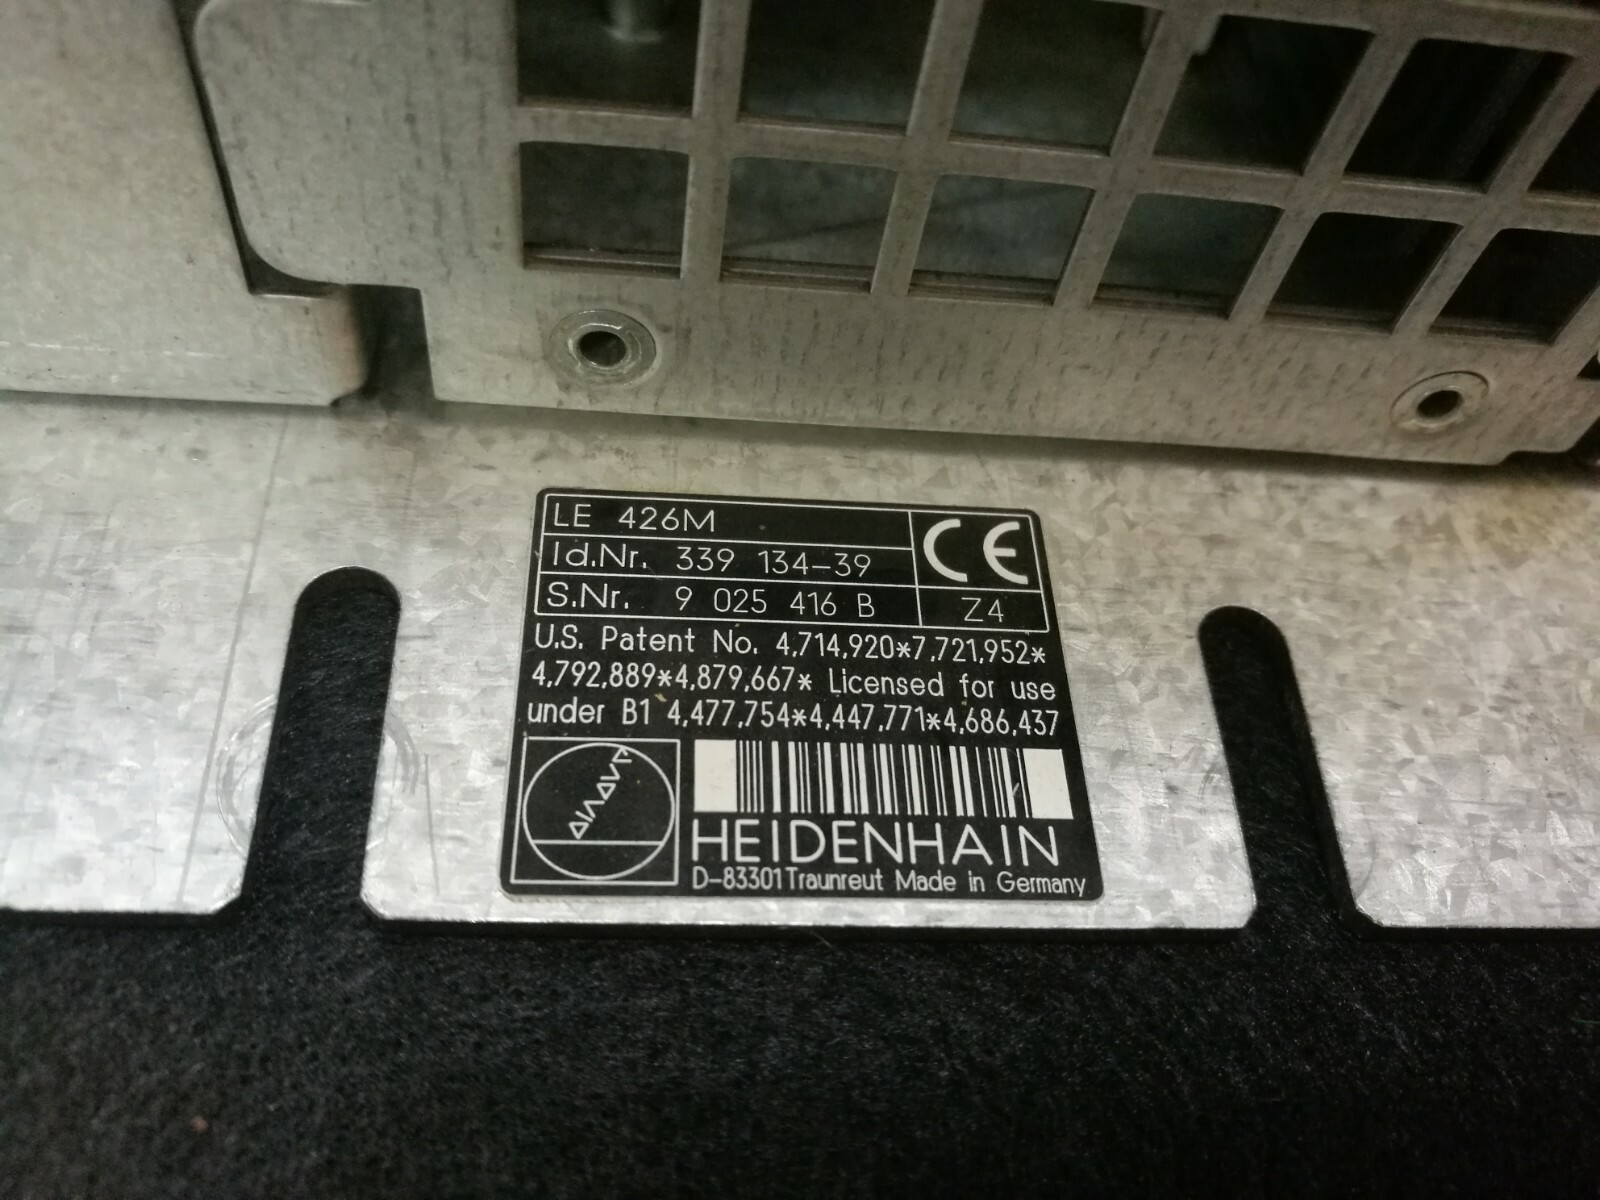 LE 426M
Id.Nr. 339 134-39
S.Nr. 9 025 416 B
CE
Z4
U.S. Patent No. 4,714,920*7,721,952*
4,792,889*4,879,667* Licensed for use
under B1 4,477,754*4,447,771*4,686,437
HEIDENHAIN
D-83301 Traunreut Made in Germany